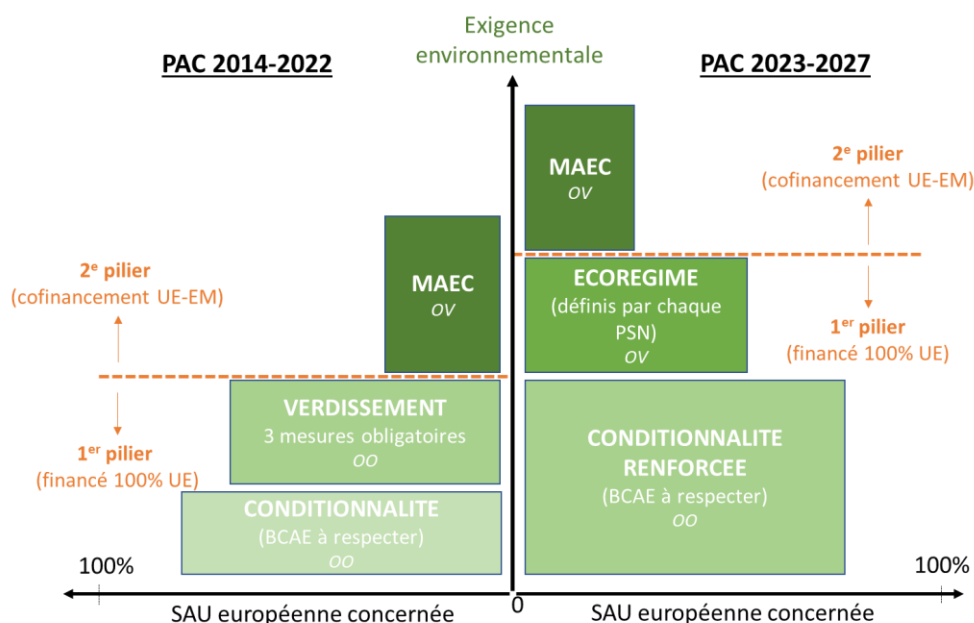 Exigence
environnementale
PAC 2014-2022
PAC 2023-2027
MAEC
OV
2e pilier
(cofinancement UE-EM)
MAEC
OV
2e pilier
(cofinancement UE-EM)
ECOREGIME
(définis par chaque
PSN)
OV
1er pilier
(financé 100% UE)
VERDISSEMENT
3 mesures obligatoires
OO
1er pilier
(financé 100% UE)
CONDITIONNALITE
RENFORCEE
(BCAE à respecter)
OO
CONDITIONNALITE
(BCAE à respecter)
OO
100%
100%
0
SAU européenne concernée
SAU européenne concernée